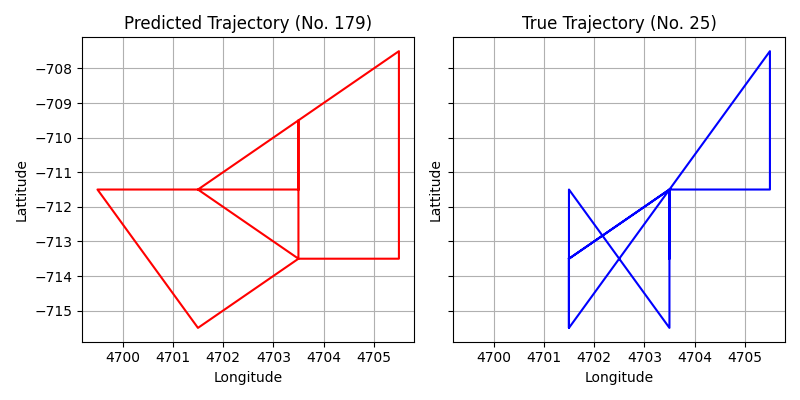 Predicted Trajectory (No. 179)
True Trajectory (No. 25)
−708
−709
−710
−711
−712
−713
−714
−715
Lattitude
Lattitude
4700 4701 4702 4703 4704 4705
4700 4701 4702 4703 4704 4705
Longitude
Longitude